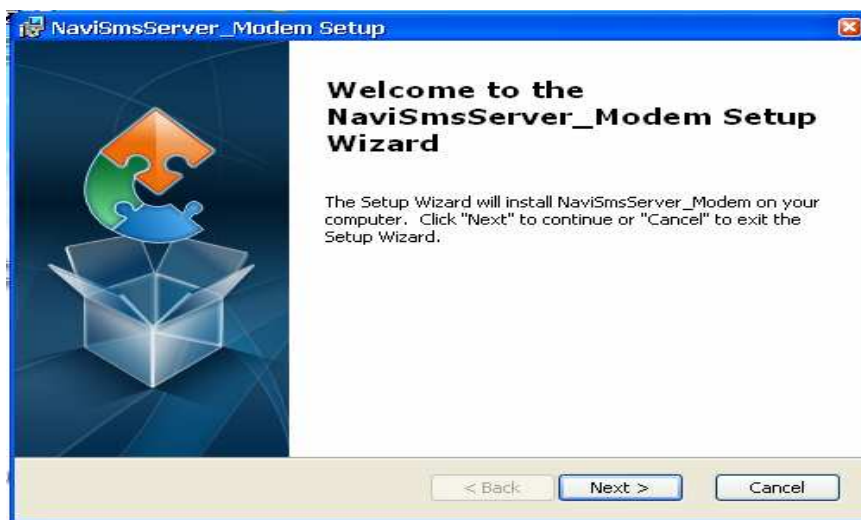 NaviSmsServer_Modem Setup
Welcome to the
NaviSmsServer_Modem Setup
Wizard
The Setup Wizard will install NaviSmsServer_Modem on your
computer. Click "Next" to continue or "Cancel" to exit the
Setup Wizard.
< Back Next > Cancel